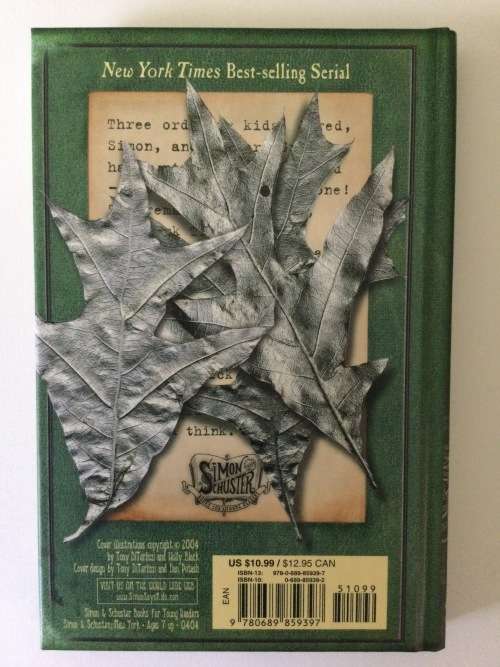 New York Times Best-selling Serial
Three ord kids red,
Simon, an
ha
one!
em
ck
think.
SIMON
SCHUSTER
Cover illustrations copyright © 2004
by Tony DiTerlizzi and Holly Black
Cover design by Tony DiTerlizzi and Dan Potash
VISIT US ON THE WORLD WIDE WEB
www.SimonSaysKids.com
Simon & Schuster Books for Young Readers
Simon & Schuster, New York • Ages 7 up • 0404
US $10.99 / $12.95 CAN
ISBN-13: 978-0-689-85939-7
ISBN-10: 0-689-85939-2
51099
EAN
9 780689 859397